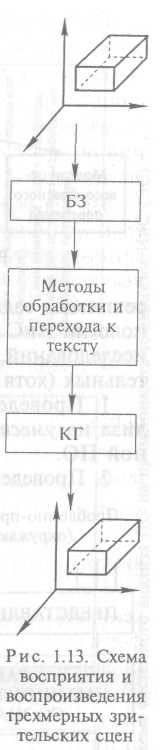 БЗ
Методы
обработки и
перехода к
тексту
КГ
Рис. 1.13. Схема
восприятия и
воспроизведения
трехмерных зри-
тельских сцен